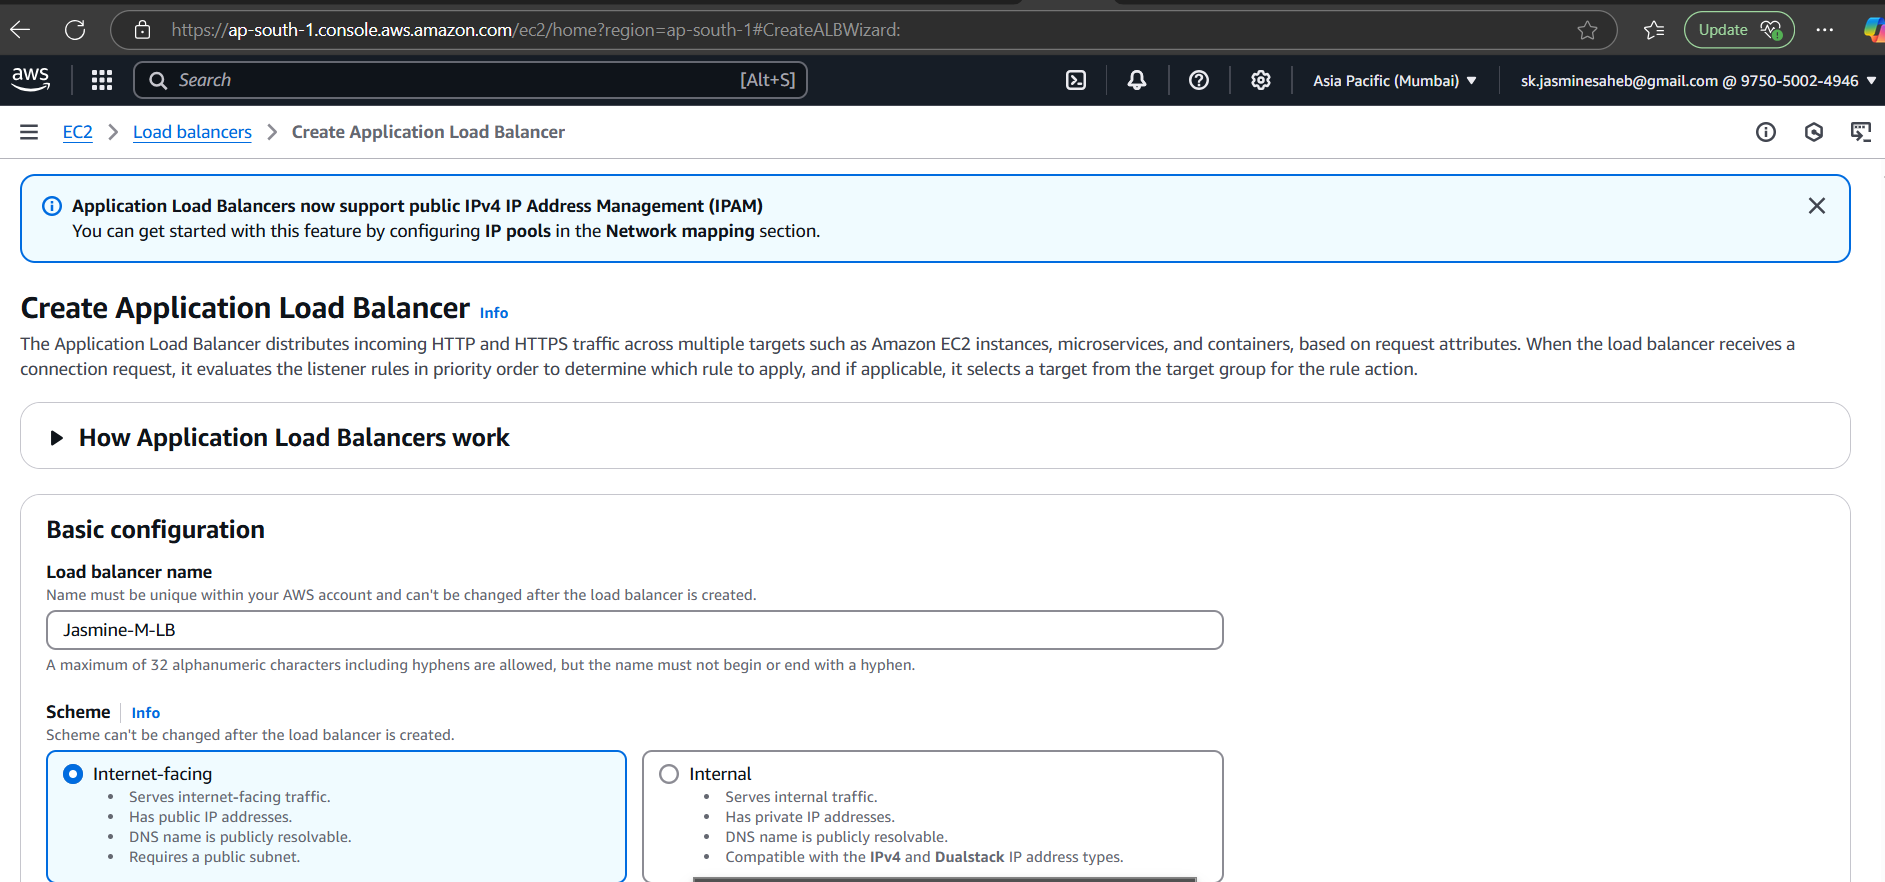 https://ap-south-1.console.aws.amazon.com/ec2/home?region=ap-south-1#CreateALBWizard:
Update
aws
Search
[Alt+S]
Asia Pacific (Mumbai)
sk.jasminesaheb@gmail.com @ 9750-5002-4946
EC2 > Load balancers > Create Application Load Balancer
Application Load Balancers now support public IPv4 IP Address Management (IPAM)
You can get started with this feature by configuring IP pools in the Network mapping section.
Create Application Load Balancer Info
The Application Load Balancer distributes incoming HTTP and HTTPS traffic across multiple targets such as Amazon EC2 instances, microservices, and containers, based on request attributes. When the load balancer receives a
connection request, it evaluates the listener rules in priority order to determine which rule to apply, and if applicable, it selects a target from the target group for the rule action.
How Application Load Balancers work
Basic configuration
Load balancer name
Name must be unique within your AWS account and can't be changed after the load balancer is created.
Jasmine-M-LB
A maximum of 32 alphanumeric characters including hyphens are allowed, but the name must not begin or end with a hyphen.
Scheme | Info
Scheme can't be changed after the load balancer is created.
Internet-facing
• Serves internet-facing traffic.
• Has public IP addresses.
• DNS name is publicly resolvable.
• Requires a public subnet.
Internal
• Serves internal traffic.
• Has private IP addresses.
• DNS name is publicly resolvable.
• Compatible with the IPv4 and Dualstack IP address types.